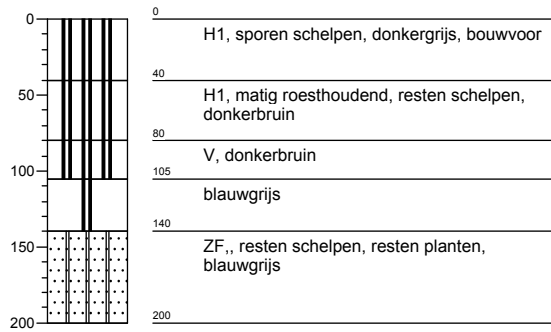 0
0
H1, sporen schelpen, donkergrijs, bouwvoor
40
50
H1, matig roesthoudend, resten schelpen,
donkerbruin
80
V, donkerbruin
100
105
blauwgrijs
140
150
ZF,, resten schelpen, resten planten,
blauwgrijs
200
200